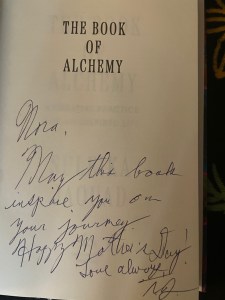 THE BOOK
OF
ALCHEMY
Nora,
May this book
inspire you on
your journey.
Happy Mother's Day!
Love always,